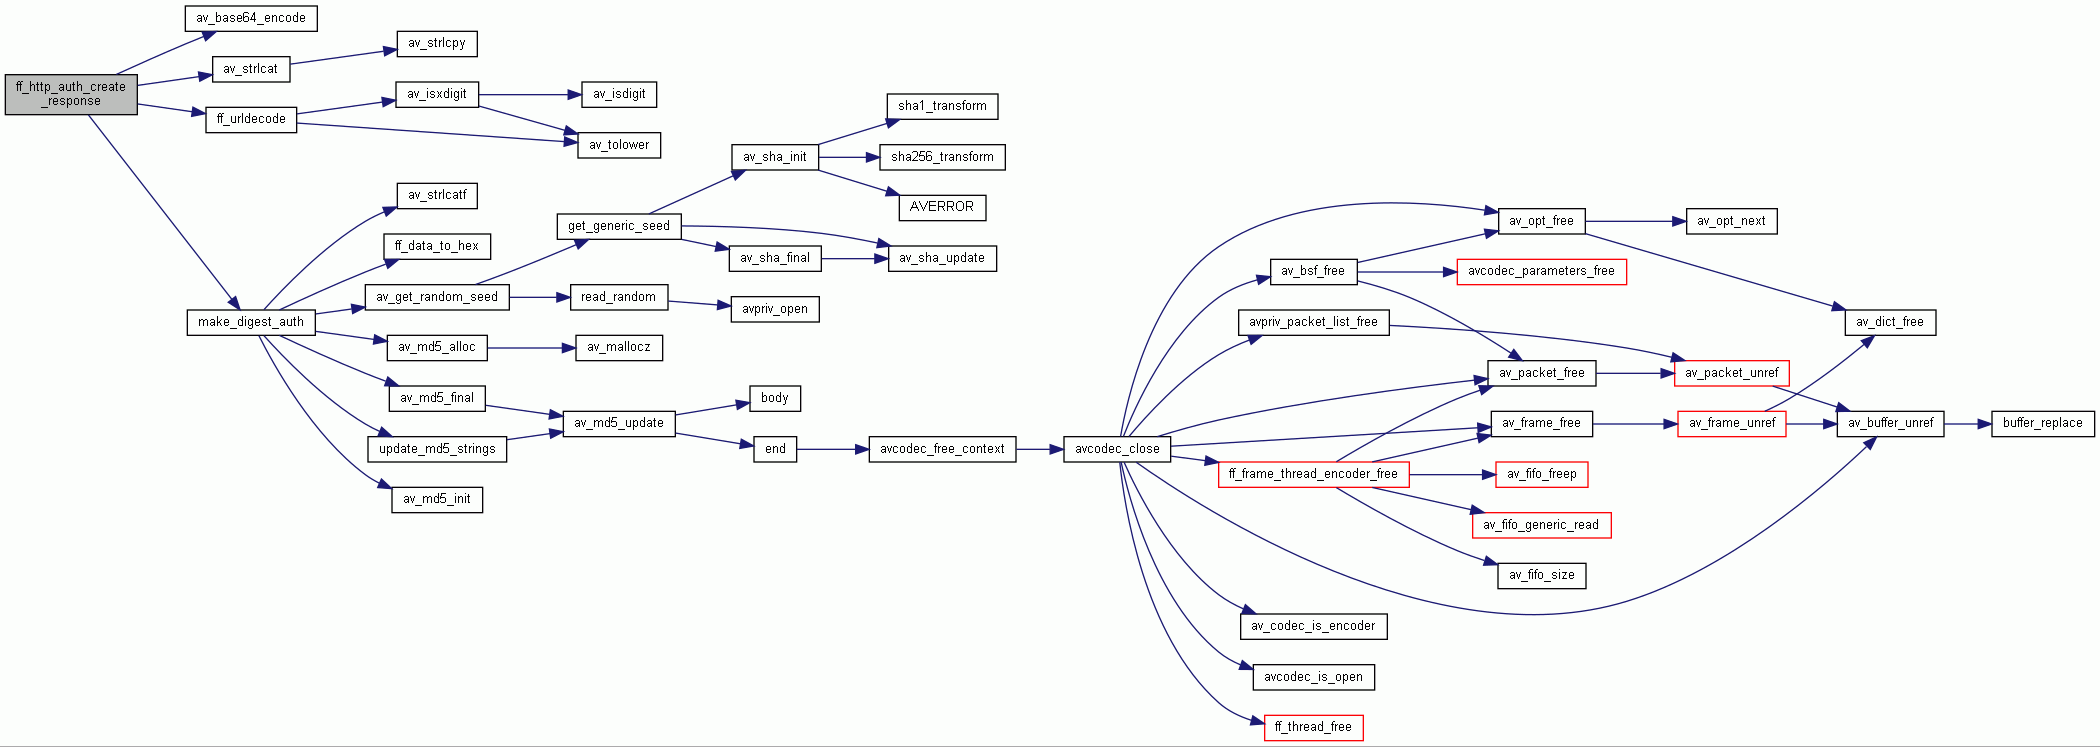 av_base64_encode
av_strlcpy
av_strlcat
ff_http_auth_create
_response
av_isxdigit
av_isdigit
ff_urldecode
av_tolower
sha1_transform
av_sha_init
sha256_transform
AVERROR
av_strlcatf
get_generic_seed
ff_data_to_hex
av_sha_final
av_sha_update
av_get_random_seed
read_random
avpriv_open
make_digest_auth
av_md5_alloc
av_mallocz
av_md5_final
body
av_md5_update
update_md5_strings
end
avcodec_free_context
avcodec_close
av_md5_init
av_opt_free
av_opt_next
av_bsf_free
avcodec_parameters_free
avpriv_packet_list_free
av_dict_free
av_packet_free
av_packet_unref
av_frame_free
av_frame_unref
av_buffer_unref
buffer_replace
ff_frame_thread_encoder_free
av_fifo_freep
av_fifo_generic_read
av_fifo_size
av_codec_is_encoder
avcodec_is_open
ff_thread_free